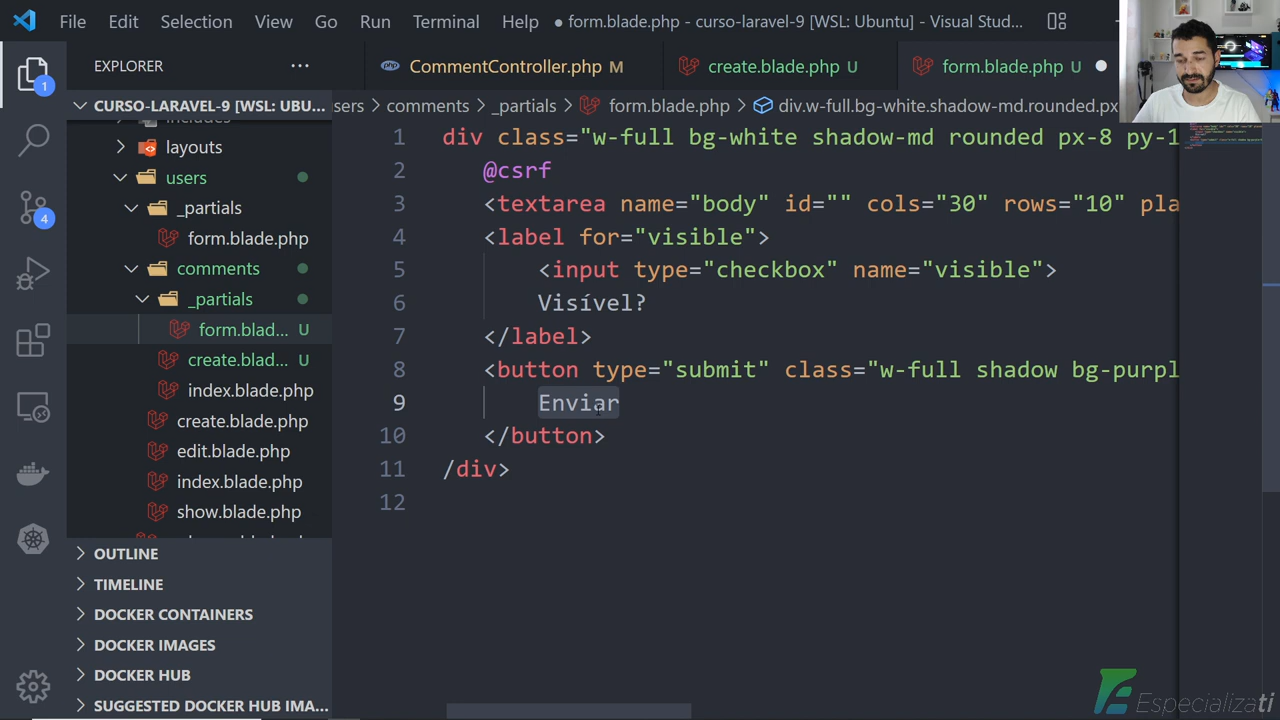 File Edit Selection View Go Run Terminal Help ● form.blade.php - curso-laravel-9 [WSL: Ubuntu] - Visual Stud...
EXPLORER ...
CommentController.php M
create.blade.php U
form.blade.php U
CURSO-LARAVEL-9 [WSL: UBU...
sers > comments > _partials > form.blade.php > div.w-full.bg-white.shadow-md.rounded.px
includes
layouts
users
_partials
form.blade.php
comments
_partials
form.blad... U
create.blad... U
index.blade.php
create.blade.php
edit.blade.php
index.blade.php
show.blade.php
OUTLINE
TIMELINE
DOCKER CONTAINERS
DOCKER IMAGES
DOCKER HUB
SUGGESTED DOCKER HUB IMA...
1
4
1 div class="w-full bg-white shadow-md rounded px-8 py-1
2 @csrf
3 <textarea name="body" id="" cols="30" rows="10" pla
4 <label for="visible">
5 <input type="checkbox" name="visible">
6 Visível?
7 </label>
8 <button type="submit" class="w-full shadow bg-purpl
9 Enviar
10 </button>
11 /div>
12
Especializati